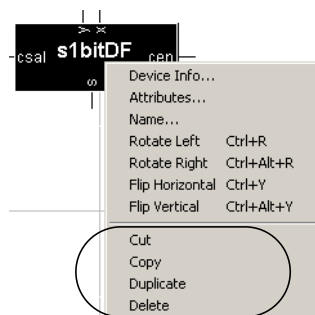 > X
csal s1bitDF cen
s
Device Info...
Attributes...
Name...
Rotate Left Ctrl+R
Rotate Right Ctrl+Alt+R
Flip Horizontal Ctrl+Y
Flip Vertical Ctrl+Alt+Y
Cut
Copy
Duplicate
Delete